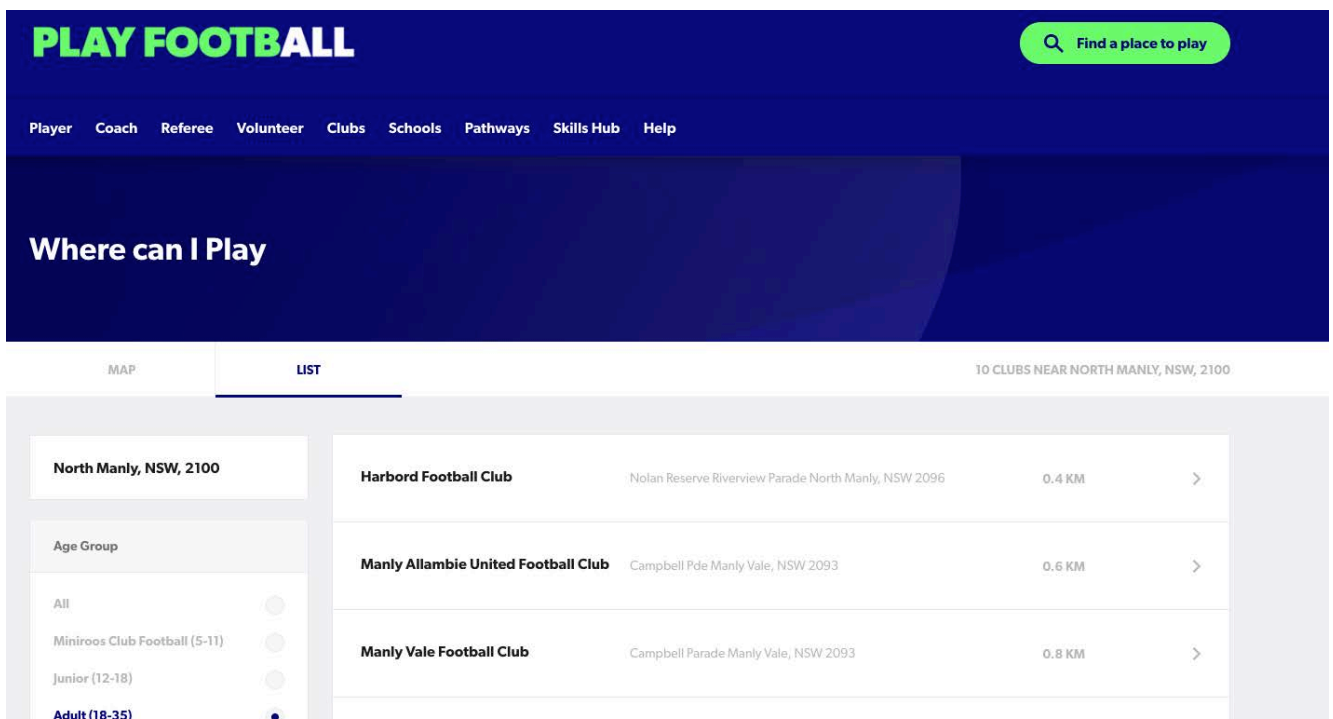 PLAY FOOTBALL
Find a place to play
Player Coach Referee Volunteer Clubs Schools Pathways Skills Hub Help
Where can I Play
MAP LIST 10 CLUBS NEAR NORTH MANLY, NSW, 2100
North Manly, NSW, 2100
Age Group
All
Miniroos Club Football (5-11)
Junior (12-18)
Adult (18-35)
Harbord Football Club Nolan Reserve Riverview Parade North Manly, NSW 2096 0.4 KM
Manly Allambie United Football Club Campbell Pde Manly Vale, NSW 2093 0.6 KM
Manly Vale Football Club Campbell Parade Manly Vale, NSW 2093 0.8 KM